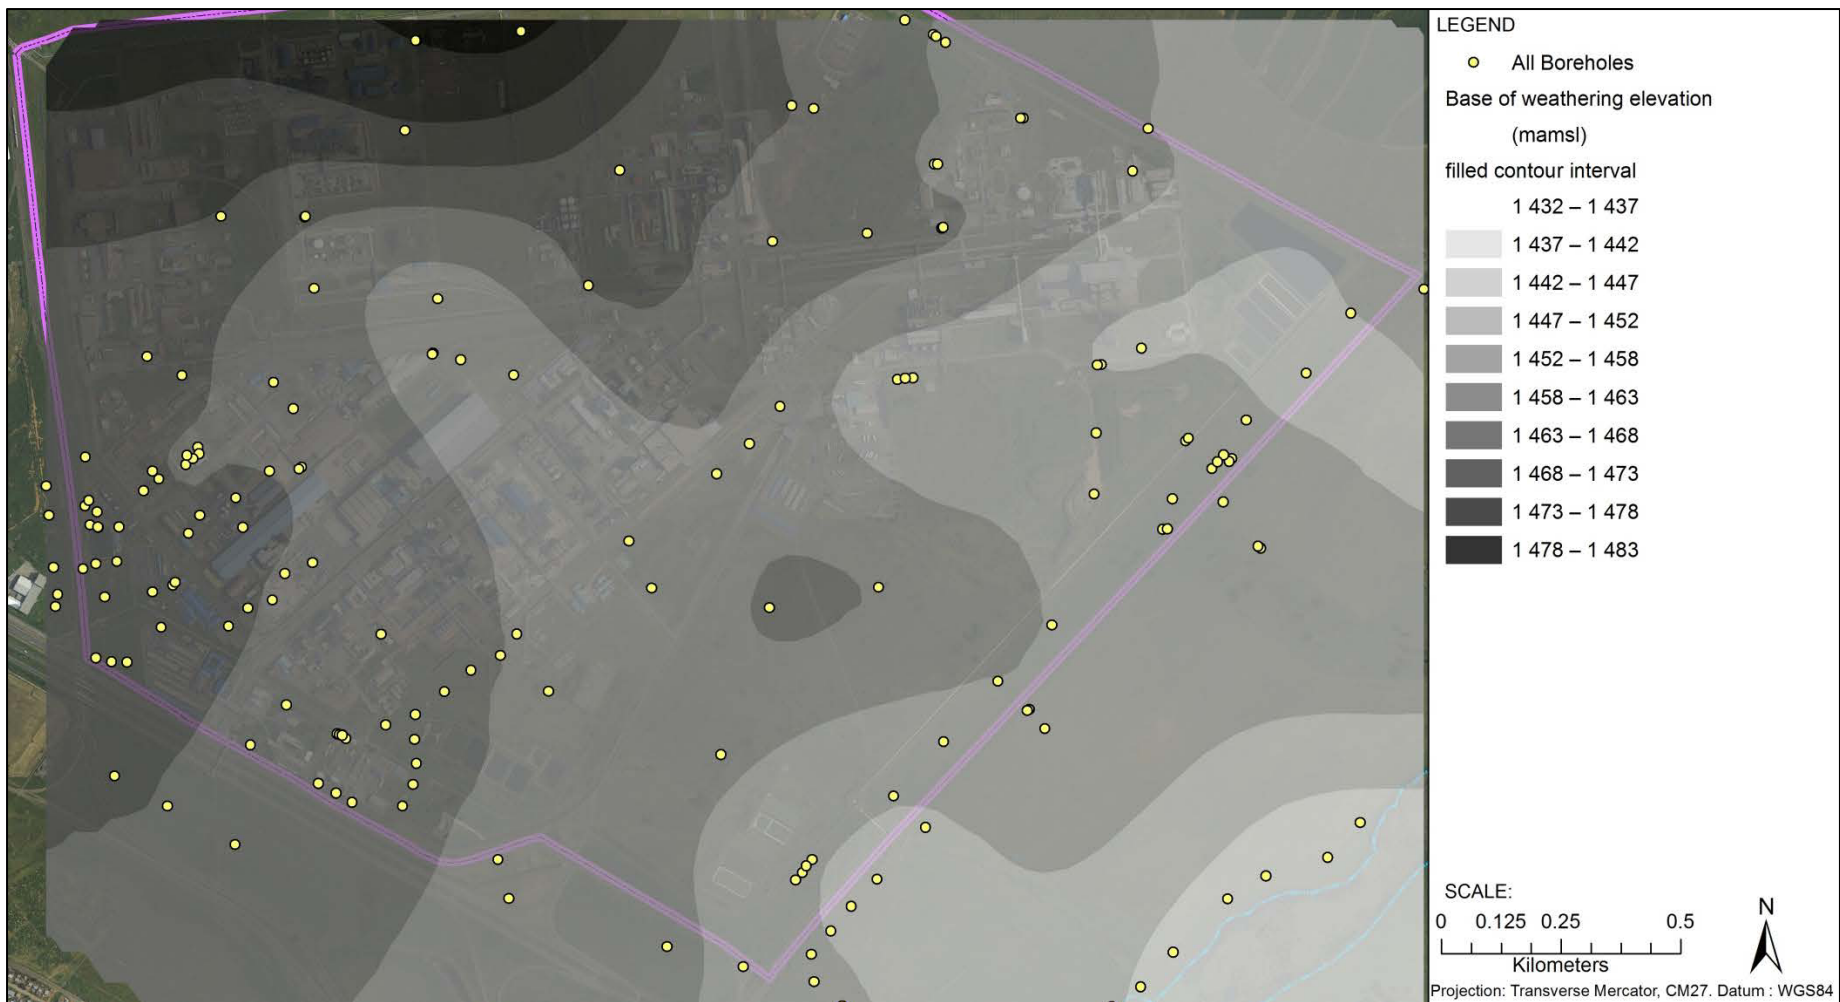 LEGEND
All Boreholes
Base of weathering elevation
(mamsl)
filled contour interval
1 432 – 1 437
1 437 – 1 442
1 442 – 1 447
1 447 – 1 452
1 452 – 1 458
1 458 – 1 463
1 463 – 1 468
1 468 – 1 473
1 473 – 1 478
1 478 – 1 483
SCALE:
0 0.125 0.25 0.5
Kilometers
N
Projection: Transverse Mercator, CM27. Datum : WGS84